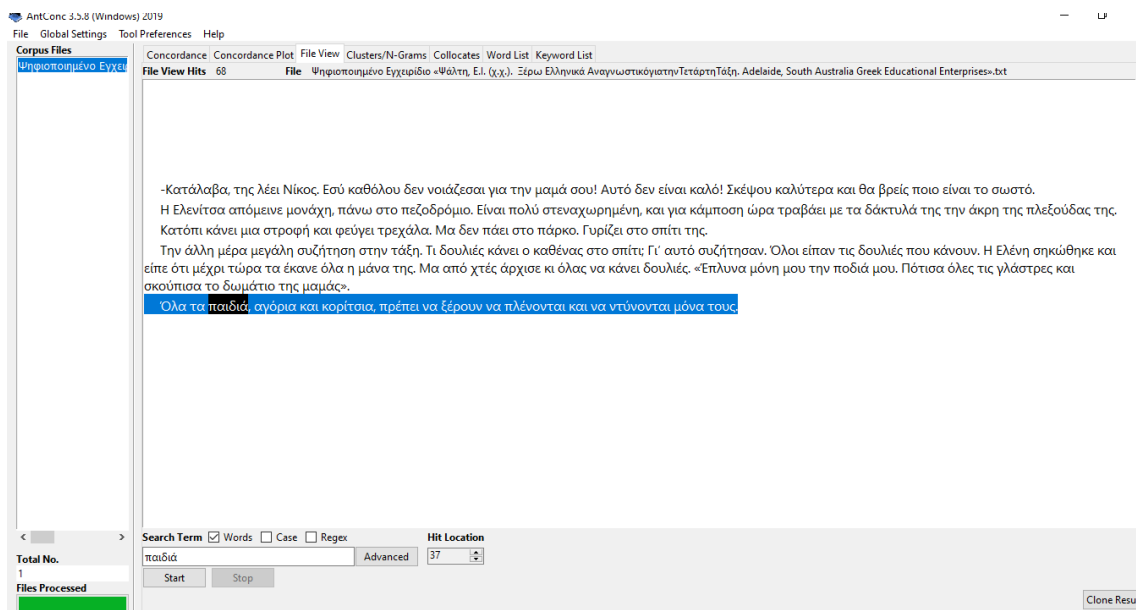 AntConc 3.5.8 (Windows) 2019
File Global Settings Tool Preferences Help
Corpus Files
Ψηφιοποιημένο Εγχει
Concordance Concordance Plot File View Clusters/N-Grams Collocates Word List Keyword List
File View Hits 68 File Ψηφιοποιημένο Εγχειρίδιο «Ψάλτη, Ε.Ι. (χ.χ.). Ξέρω Ελληνικά ΑναγνωστικόγιατηνΤετάρτηΤάξη. Adelaide, South Australia Greek Educational Enterprises».txt
-Κατάλαβα, της λέει Νίκος. Εσύ καθόλου δεν νοιάζεσαι για την μαμά σου! Αυτό δεν είναι καλό! Σκέψου καλύτερα και θα βρείς ποιο είναι το σωστό.
Η Ελενίτσα απόμεινε μονάχη, πάνω στο πεζοδρόμιο. Είναι πολύ στεναχωρημένη, και για κάμποση ώρα τραβάει με τα δάκτυλά της την άκρη της πλεξούδας της.
Κατόπι κάνει μια στροφή και φεύγει τρεχάλα. Μα δεν πάει στο πάρκο. Γυρίζει στο σπίτι της.
Την άλλη μέρα μεγάλη συζήτηση στην τάξη. Τι δουλιές κάνει ο καθένας στο σπίτι; Γι΄ αυτό συζήτησαν. Όλοι είπαν τις δουλιές που κάνουν. Η Ελένη σηκώθηκε και
είπε ότι μέχρι τώρα τα έκανε όλα η μάνα της. Μα από χτές άρχισε κι όλας να κάνει δουλιές. «Έπλυνα μόνη μου την ποδιά μου. Πότισα όλες τις γλάστρες και
σκούπισα το δωμάτιο της μαμάς».
Όλα τα παιδιά, αγόρια και κορίτσια, πρέπει να ξέρουν να πλένονται και να ντύνονται μόνα τους.
Search Term Words Case Regex Hit Location
παιδιά Advanced 37
Total No.
1
Start Stop
Files Processed
Clone Resu